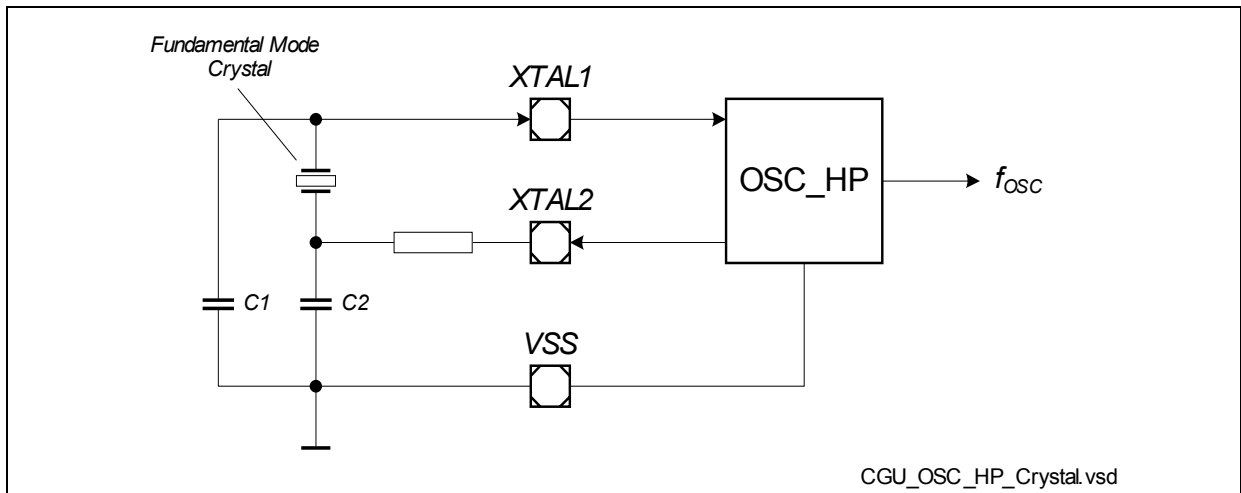 Fundamental Mode
Crystal
XTAL1
OSC_HP
fOSC
XTAL2
C1
C2
VSS
CGU_OSC_HP_Crystal.vsd